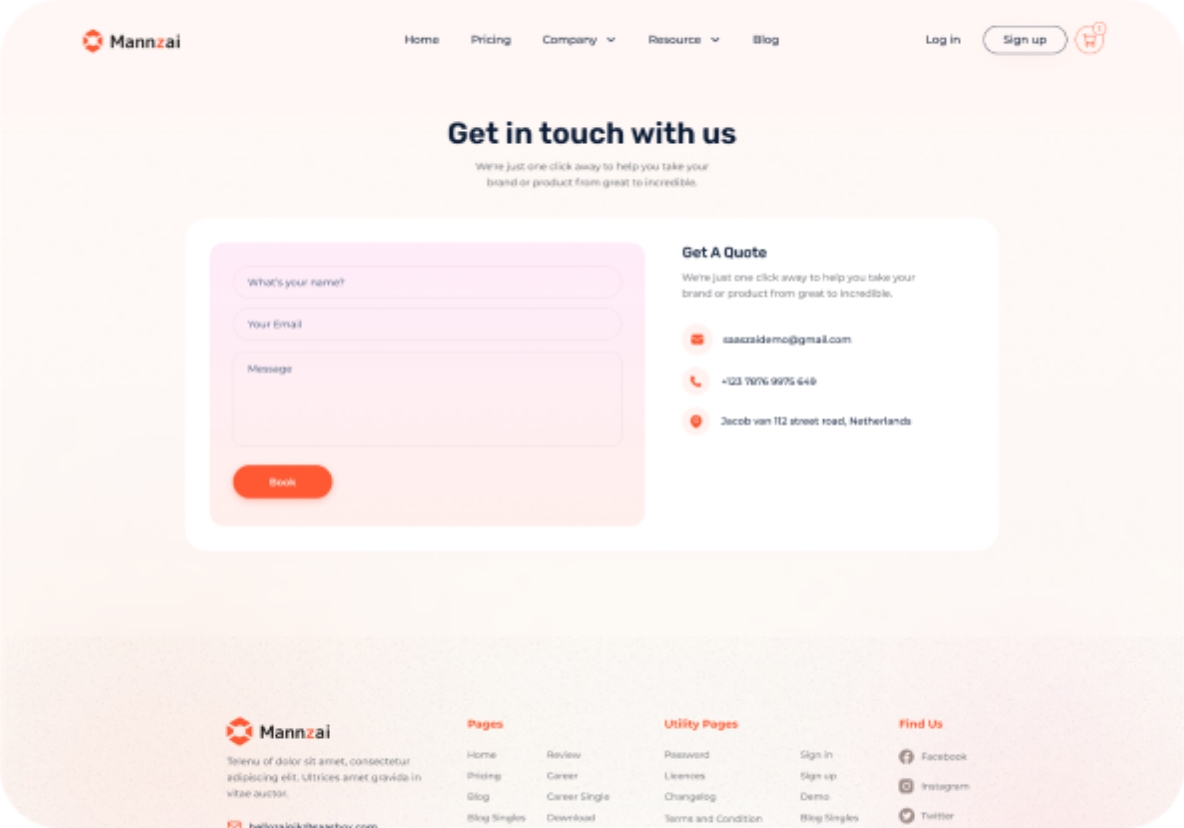 Mannzai
Home Pricing Company Resource Blog
Log in Sign up
Get in touch with us
We're just one click away to help you take your
brand or product from great to incredible.
What's your name?
Your Email
Message
Book
Get A Quote
We're just one click away to help you take your
brand or product from great to incredible.
saaszaidemo@gmail.com
+123 7876 9975 649
Jacob van 112 street road, Netherlands
Mannzai
Telenu of dolor sit amet, consectetur
adipiscing elit. Ultrices amet gravida in
vitae auctor.
Pages
Home Review
Pricing Career
Blog Career Single
Blog Singles Download
Utility Pages
Password Sign in
Licences Sign up
Changelog Demo
Terms and Condition Blog Singles
Find Us
Facebook
Instagram
Twitter